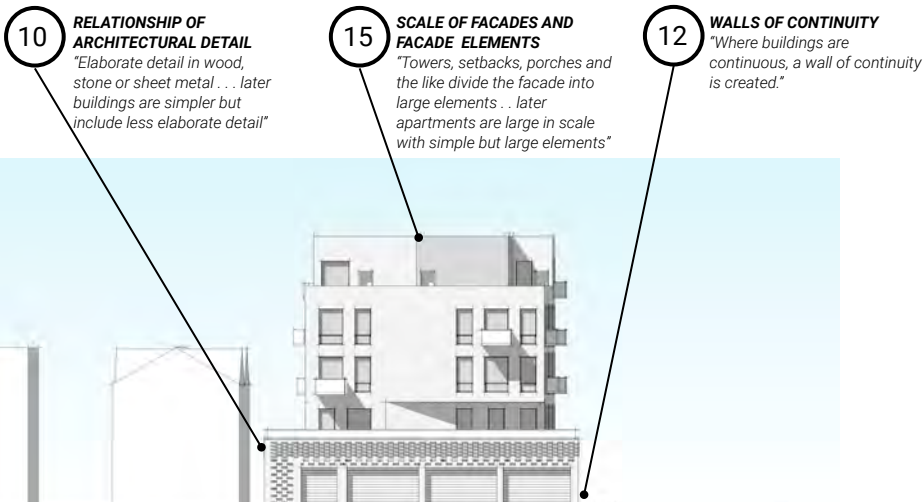 10
RELATIONSHIP OF
ARCHITECTURAL DETAIL
"Elaborate detail in wood,
stone or sheet metal . . . later
buildings are simpler but
include less elaborate detail"
15
SCALE OF FACADES AND
FACADE ELEMENTS
"Towers, setbacks, porches and
the like divide the facade into
large elements . . later
apartments are large in scale
with simple but large elements"
12
WALLS OF CONTINUITY
"Where buildings are
continuous, a wall of continuity
is created."